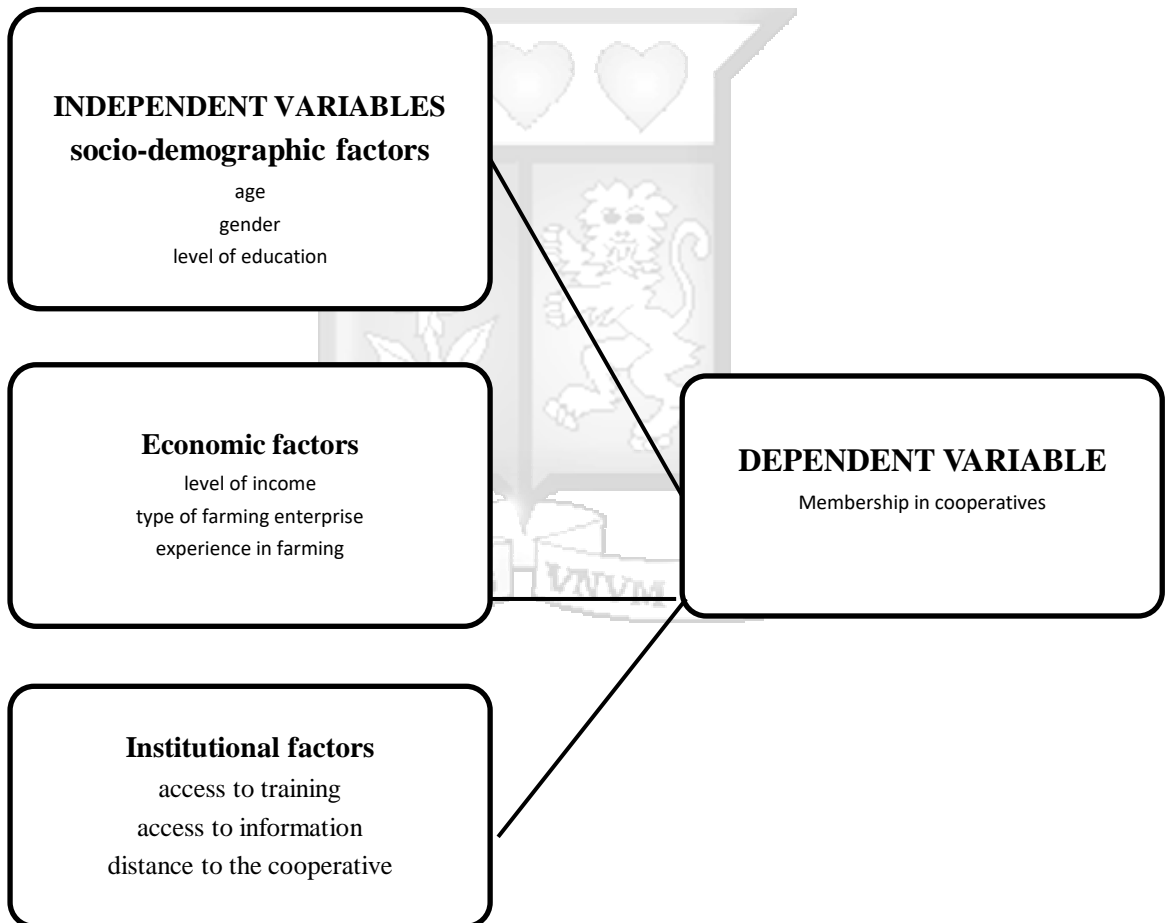 INDEPENDENT VARIABLES
socio-demographic factors
age
gender
level of education
Economic factors
level of income
type of farming enterprise
experience in farming
Institutional factors
access to training
access to information
distance to the cooperative
DEPENDENT VARIABLE
Membership in cooperatives
VNVM